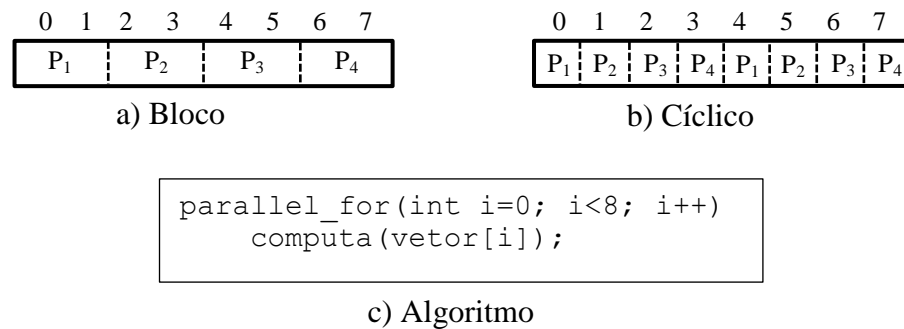 0 1 2 3 4 5 6 7
P1 P2 P3 P4
a) Bloco
0 1 2 3 4 5 6 7
P1 P2 P3 P4 P1 P2 P3 P4
b) Cíclico
parallel_for(int i=0; i<8; i++)
computa(vetor[i]);
c) Algoritmo